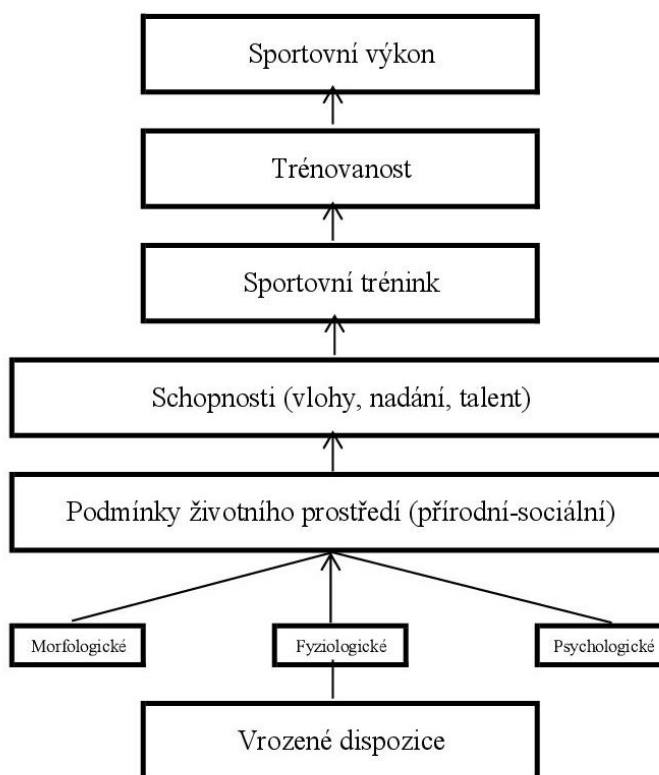 Sportovní výkon
Trénovanost
Sportovní trénink
Schopnosti (vlohy, nadání, talent)
Podmínky životního prostředí (přírodní-sociální)
Morfologické
Fyziologické
Psychologické
Vrozené dispozice